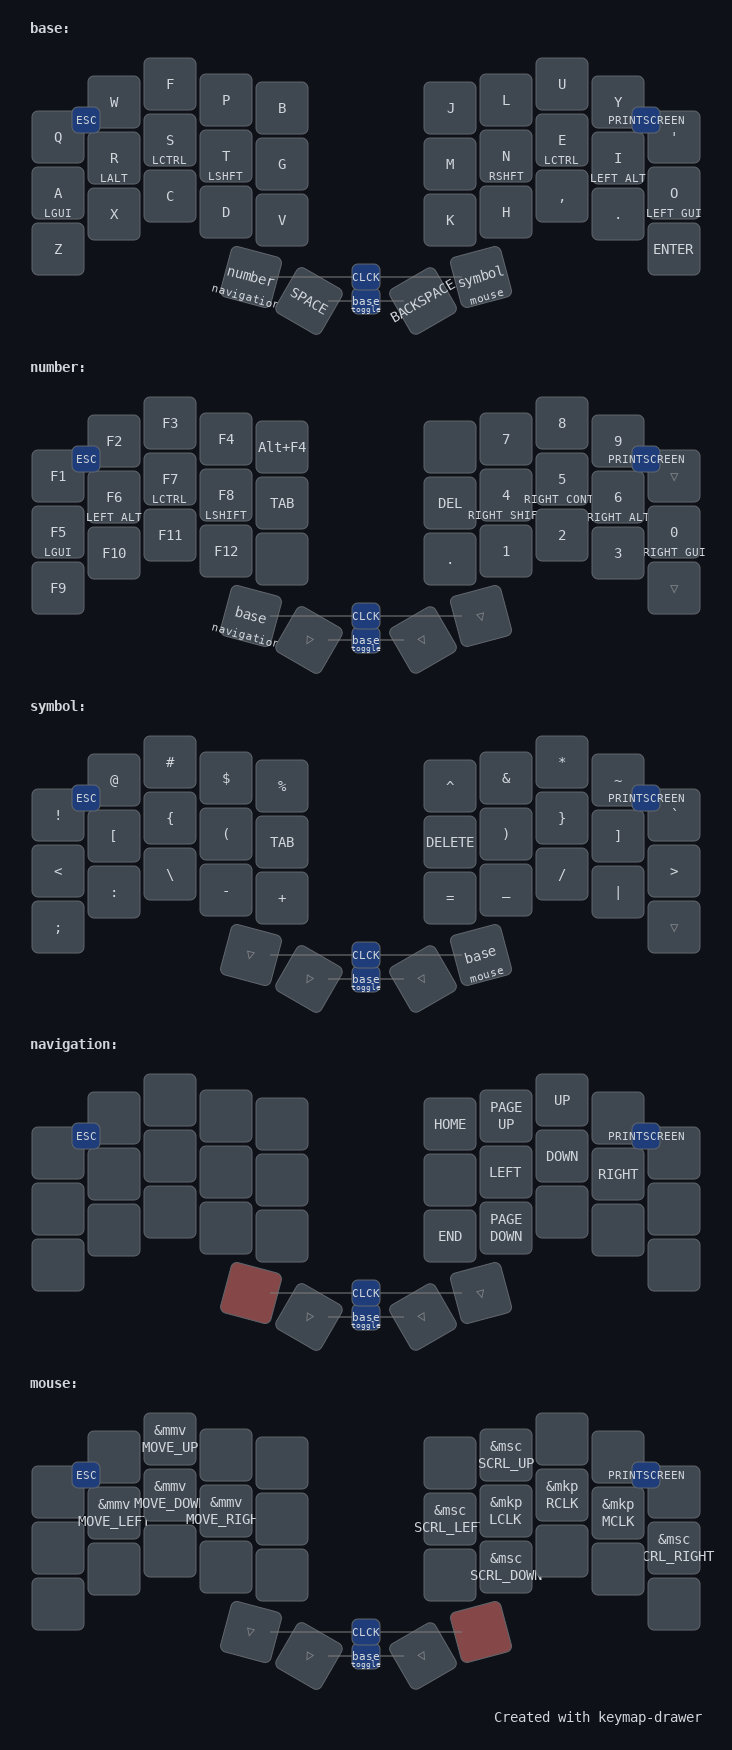 base:
Q
W
F
P
B
J
L
U
Y
'
ESC
PRINTSCREEN
A
LGUI
R
LALT
S
LCTRL
T
LSHFT
G
M
N
RSHFT
E
LCTRL
I
LEFT ALT
O
LEFT GUI
Z
X
C
D
V
K
H
,
.
ENTER
number
navigation
SPACE
CLCK
base
toggle
BACKSPACE
symbol
mouse
number:
F1
F2
F3
F4
Alt+F4
7
8
9
▽
ESC
PRINTSCREEN
F5
LGUI
F6
LEFT ALT
F7
LCTRL
F8
LSHIFT
TAB
DEL
4
RIGHT SHIF
5
RIGHT CONT
6
RIGHT ALT
0
RIGHT GUI
F9
F10
F11
F12
.
1
2
3
▽
base
navigation
▽
CLCK
base
toggle
▽
▽
symbol:
!
@
#
$
%
^
&
*
~
`
ESC
PRINTSCREEN
<
[
{
(
TAB
DELETE
)
}
]
>
;
:
\
-
+
=
_
/
|
▽
▽
▽
CLCK
base
toggle
▽
base
mouse
navigation:
ESC
HOME
PAGE
UP
UP
PRINTSCREEN
LEFT
DOWN
RIGHT
END
PAGE
DOWN
▽
CLCK
base
toggle
▽
▽
mouse:
&mmv
MOVE_UP
&msc
SCRL_UP
ESC
PRINTSCREEN
&mmv
MOVE_LEFT
&mmv
MOVE_DOWN
&mmv
MOVE_RIGH
&msc
SCRL_LEF
&mkp
LCLK
&mkp
RCLK
&mkp
MCLK
&msc
CRL_RIGHT
&msc
SCRL_DOWN
▽
▽
CLCK
base
toggle
▽
Created with keymap-drawer